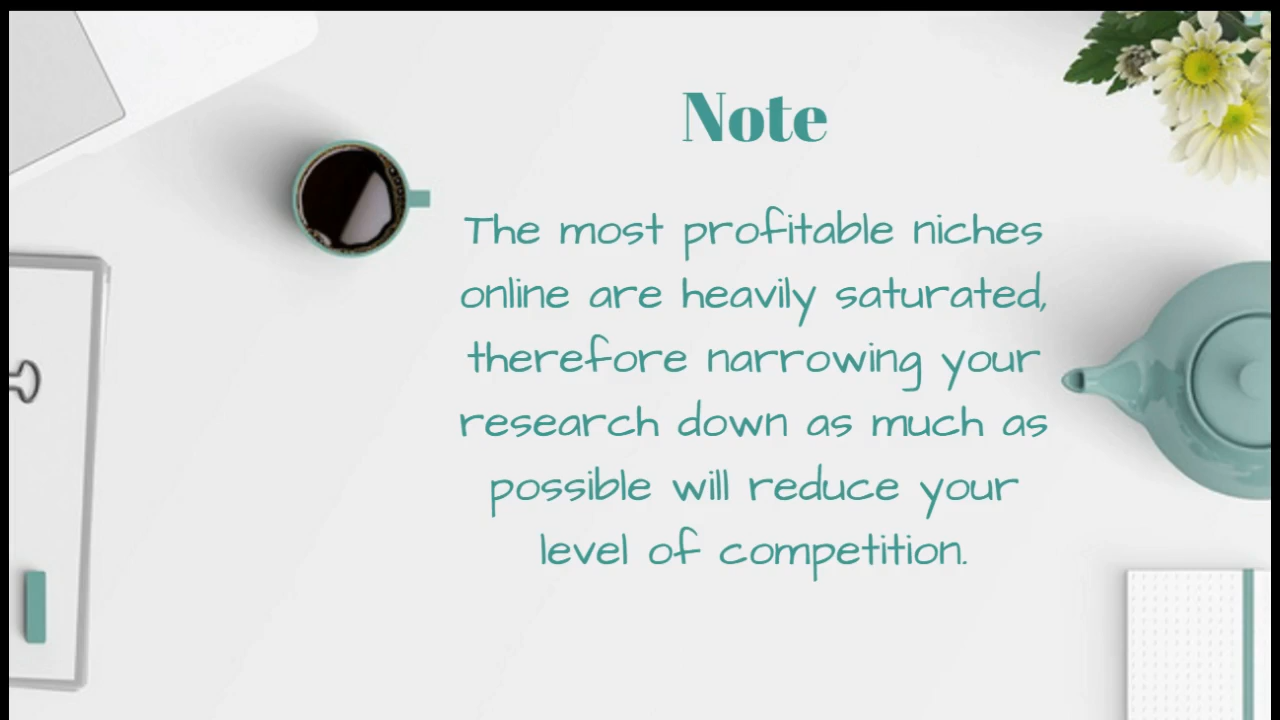 Note
The most profitable niches
online are heavily saturated,
therefore narrowing your
research down as much as
possible will reduce your
level of competition.